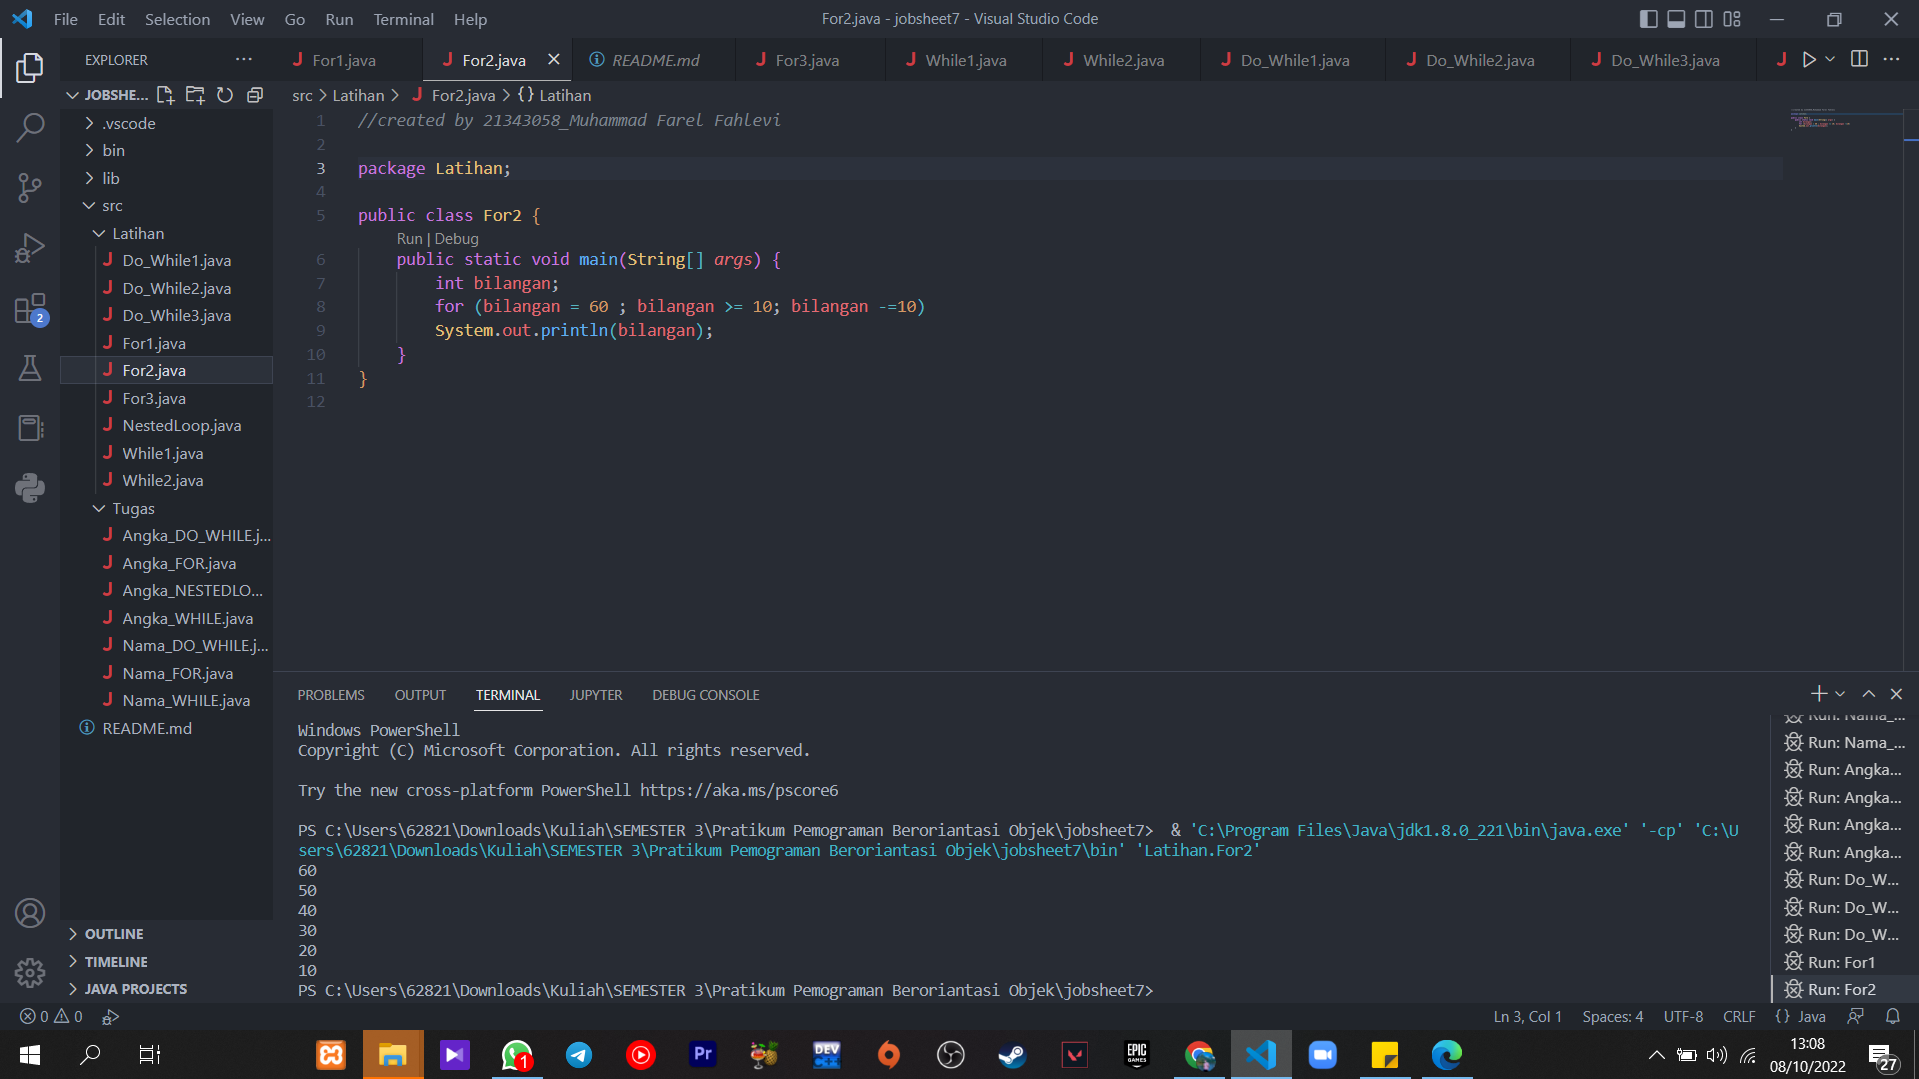 File Edit Selection View Go Run Terminal Help
For2.java - jobsheet7 - Visual Studio Code
EXPLORER
For1.java For2.java README.md For3.java While1.java While2.java Do_While1.java Do_While2.java Do_While3.java
JOBSHE...
src > Latihan > For2.java > {} Latihan
.vscode
bin
lib
src
Latihan
Do_While1.java
Do_While2.java
Do_While3.java
For1.java
For2.java
For3.java
NestedLoop.java
While1.java
While2.java
Tugas
Angka_DO_WHILE.j...
Angka_FOR.java
Angka_NESTEDLO...
Angka_WHILE.java
Nama_DO_WHILE.j...
Nama_FOR.java
Nama_WHILE.java
README.md
OUTLINE
TIMELINE
JAVA PROJECTS
2
1 //created by 21343058_Muhammad Farel Fahlevi
2
3 package Latihan;
4
5 public class For2 {
Run | Debug
6 public static void main(String[] args) {
7 int bilangan;
8 for (bilangan = 60 ; bilangan >= 10; bilangan -=10)
9 System.out.println(bilangan);
10 }
11 }
12
PROBLEMS OUTPUT TERMINAL JUPYTER DEBUG CONSOLE
Windows PowerShell
Copyright (C) Microsoft Corporation. All rights reserved.
Try the new cross-platform PowerShell https://aka.ms/pscore6
PS C:\Users\62821\Downloads\Kuliah\SEMESTER 3\Pratikum Pemograman Beroriantasi Objek\jobsheet7> & 'C:\Program Files\Java\jdk1.8.0_221\bin\java.exe' '-cp' 'C:\U
sers\62821\Downloads\Kuliah\SEMESTER 3\Pratikum Pemograman Beroriantasi Objek\jobsheet7\bin' 'Latihan.For2'
60
50
40
30
20
10
PS C:\Users\62821\Downloads\Kuliah\SEMESTER 3\Pratikum Pemograman Beroriantasi Objek\jobsheet7>
Run: Nama_...
Run: Nama_...
Run: Angka...
Run: Angka...
Run: Angka...
Run: Angka...
Run: Do_W...
Run: Do_W...
Run: Do_W...
Run: For1
Run: For2
0 0
Ln 3, Col 1 Spaces: 4 UTF-8 CRLF {} Java
1
Pr
DEV C++
EPIC GAMES
13:08
08/10/2022
27